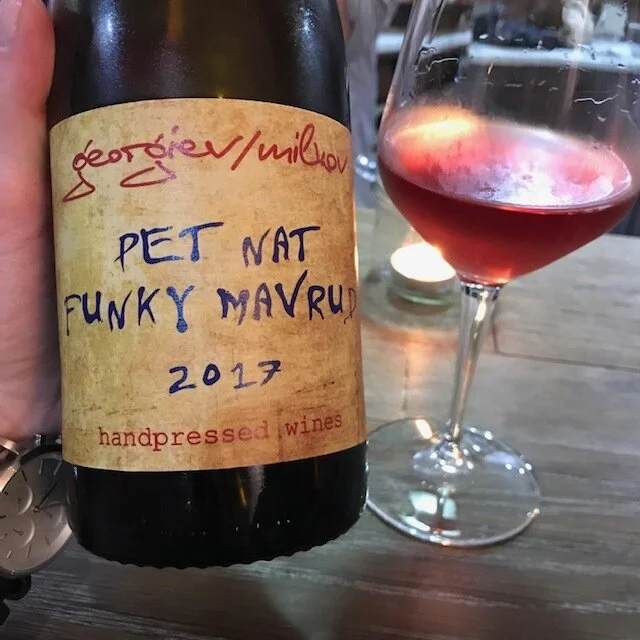 georgiev/milkov
PET NAT
FUNKY MAVRUD
2017
handpressed wines